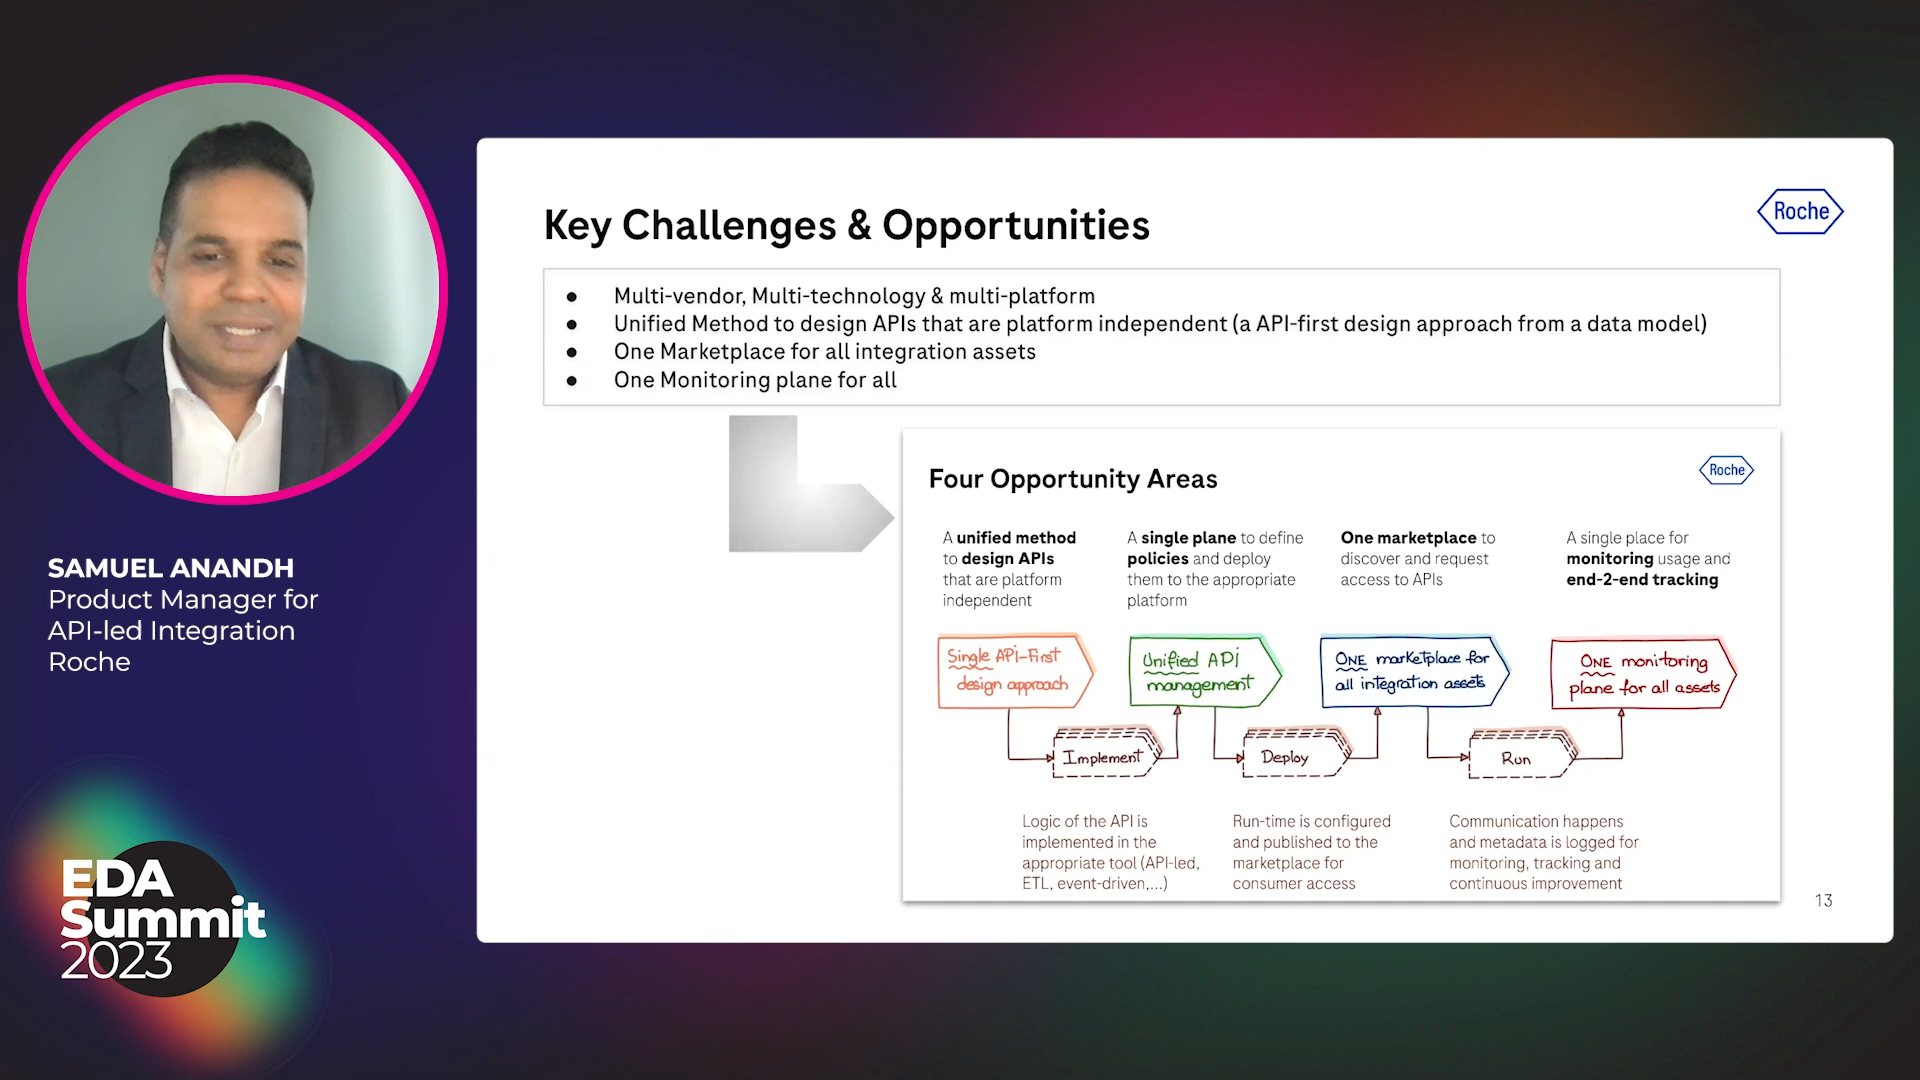 SAMUEL ANANDH
Product Manager for
API-led Integration
Roche
EDA
Summit
2023
Key Challenges & Opportunities
Roche
● Multi-vendor, Multi-technology & multi-platform
● Unified Method to design APIs that are platform independent (a API-first design approach from a data model)
● One Marketplace for all integration assets
● One Monitoring plane for all
Four Opportunity Areas
Roche
A unified method
to design APIs
that are platform
independent
A single plane to define
policies and deploy
them to the appropriate
platform
One marketplace to
discover and request
access to APIs
A single place for
monitoring usage and
end-2-end tracking
Single API-First
design approach
Unified API
management
ONE marketplace for
all integration assets
ONE monitoring
plane for all assets
Implement
Deploy
Run
Logic of the API is
implemented in the
appropriate tool (API-led,
ETL, event-driven,...)
Run-time is configured
and published to the
marketplace for
consumer access
Communication happens
and metadata is logged for
monitoring, tracking and
continuous improvement
13